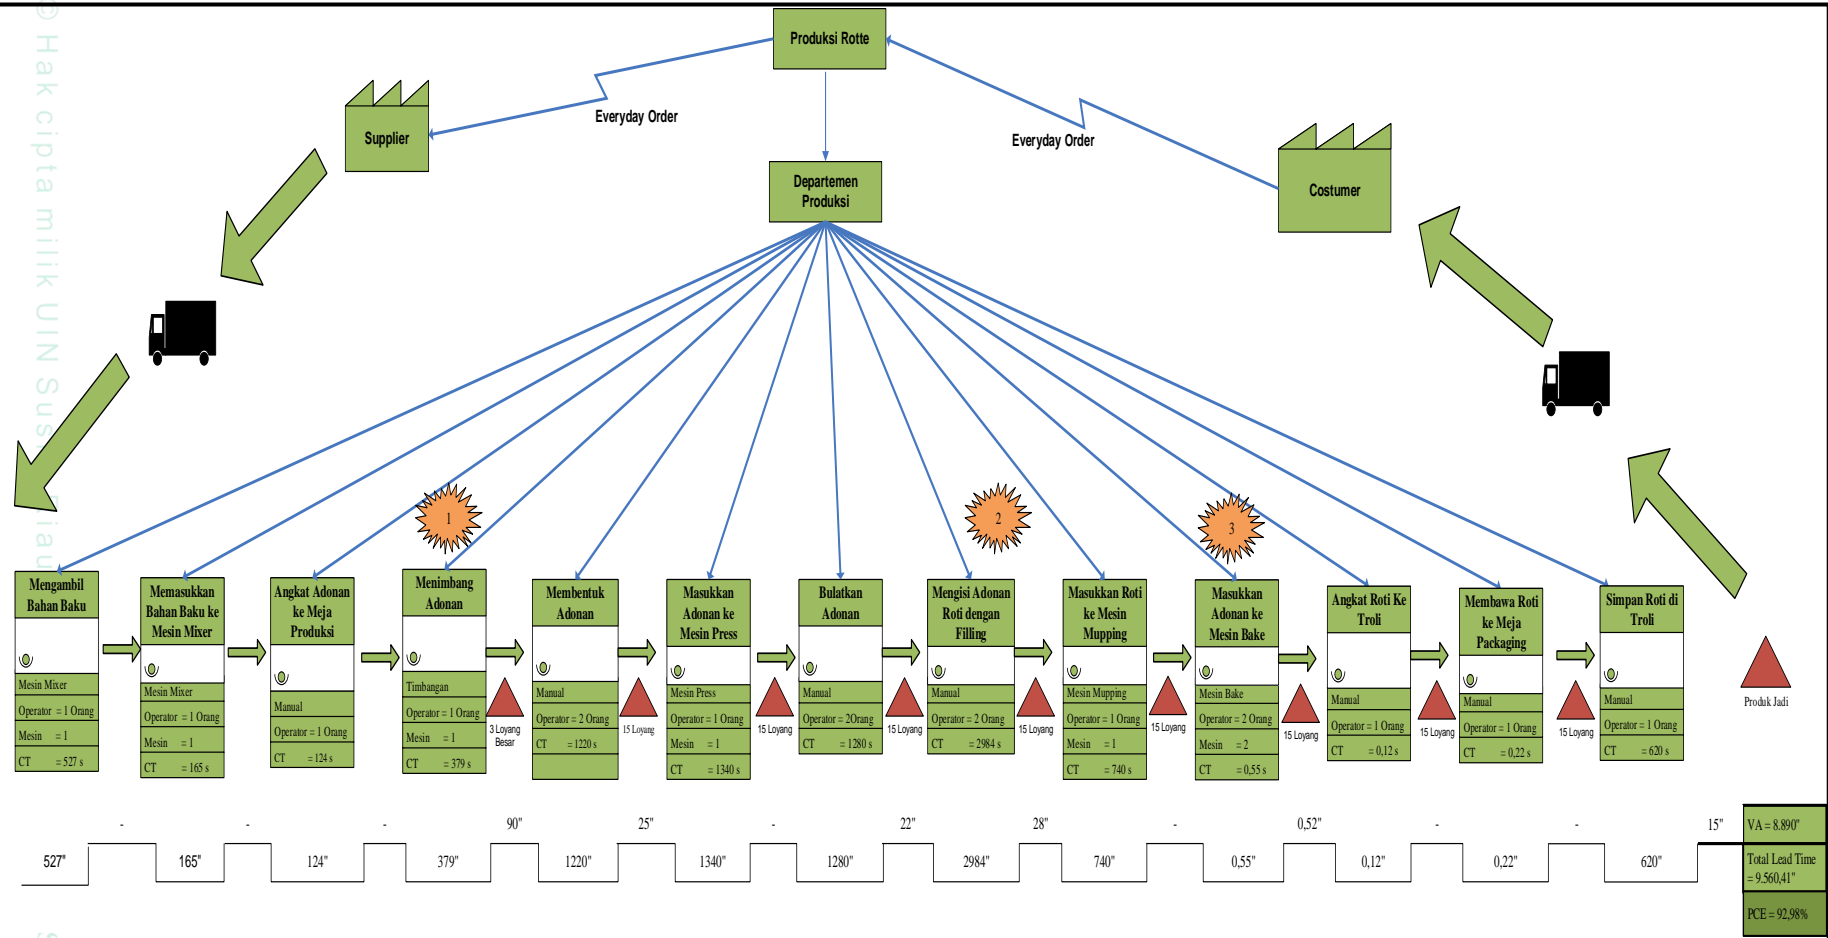 © Hak cipta milik UIN Sus
Riau
Produksi Rotte
Everyday Order
Supplier
Everyday Order
Costumer
Departemen
Produksi
1
2
3
Mengambil
Bahan Baku
Mesin Mixer
Operator = 1 Orang
Mesin = 1
CT = 527 s
Memasukkan
Bahan Baku ke
Mesin Mixer
Mesin Mixer
Operator = 1 Orang
Mesin = 1
CT = 165 s
Angkat Adonan
ke Meja
Produksi
Manual
Operator = 1 Orang
CT = 124 s
Menimbang
Adonan
Timbangan
Operator = 1 Orang
Mesin = 1
CT = 379 s
3 Loyang
Besar
Membentuk
Adonan
Manual
Operator = 2 Orang
CT = 1220 s
15 Loyang
Masukkan
Adonan ke
Mesin Press
Mesin Press
Operator = 1 Orang
Mesin = 1
CT = 1340 s
15 Loyang
Bulatkan
Adonan
Manual
Operator = 2Orang
CT = 1280 s
15 Loyang
Mengisi Adonan
Roti dengan
Filling
Manual
Operator = 2 Orang
CT = 2984 s
15 Loyang
Masukkan Roti
ke Mesin
Mupping
Mesin Mupping
Operator = 1 Orang
Mesin = 1
CT = 740 s
15 Loyang
Masukkan
Adonan ke
Mesin Bake
Mesin Bake
Operator = 2 Orang
Mesin = 2
CT = 0,55 s
15 Loyang
Angkat Roti Ke
Troli
Manual
Operator = 1 Orang
CT = 0,12 s
15 Loyang
Membawa Roti
ke Meja
Packaging
Manual
Operator = 1 Orang
CT = 0,22 s
15 Loyang
Simpan Roti di
Troli
Manual
Operator = 1 Orang
CT = 620 s
Produk Jadi
- - - 90" 25" - 22" 28" - 0,52" - - 15"
527" 165" 124" 379" 1220" 1340" 1280" 2984" 740" 0,55" 0,12" 0,22" 620"
VA = 8.890"
Total Lead Time
= 9.560,41"
PCE = 92,98%